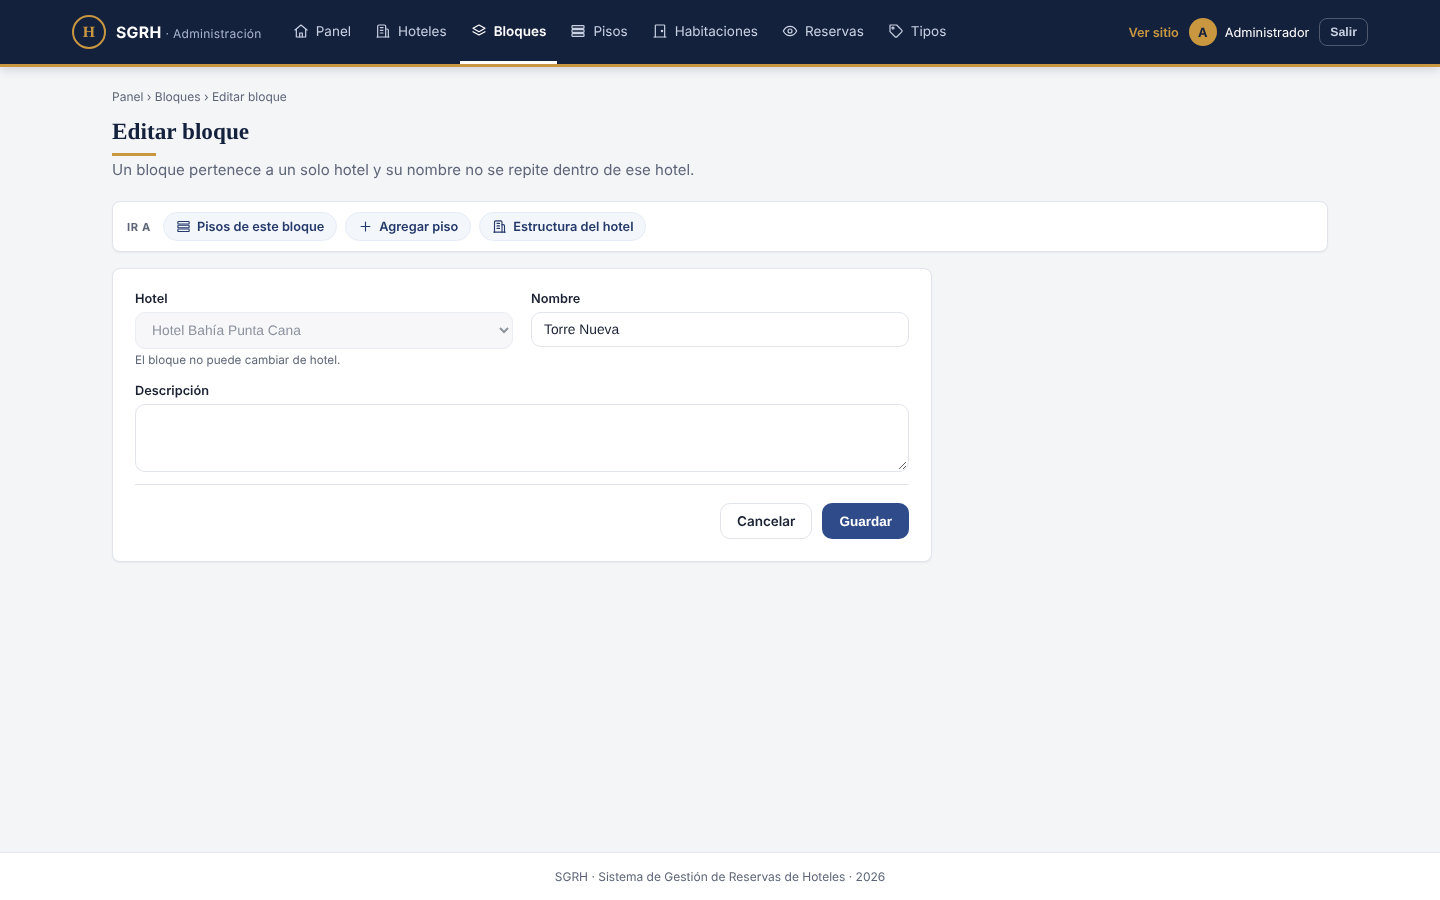 H SGRH · Administración Panel Hoteles Bloques Pisos Habitaciones Reservas Tipos Ver sitio A Administrador Salir
Panel › Bloques › Editar bloque
Editar bloque
Un bloque pertenece a un solo hotel y su nombre no se repite dentro de ese hotel.
IR A Pisos de este bloque Agregar piso Estructura del hotel
Hotel Nombre
Hotel Bahía Punta Cana Torre Nueva
El bloque no puede cambiar de hotel.
Descripción
Cancelar Guardar
SGRH · Sistema de Gestión de Reservas de Hoteles · 2026